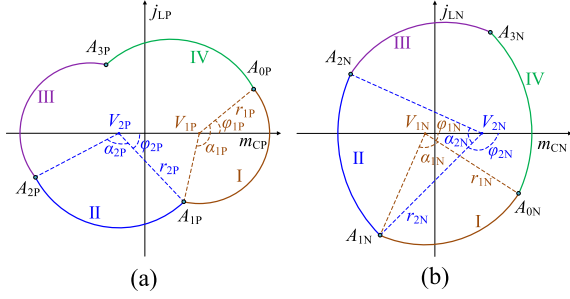 j_LP
A_3P
IV
A_0P
III
V_2P
V_1P
r_1P
φ_1P
m_CP
α_2P
φ_2P
α_1P
r_2P
I
A_2P
II
A_1P
(a)
j_LN
A_3N
III
A_2N
IV
V_1N
φ_1N
V_2N
m_CN
α_2N
α_1N
φ_2N
II
r_1N
A_0N
r_2N
I
A_1N
(b)